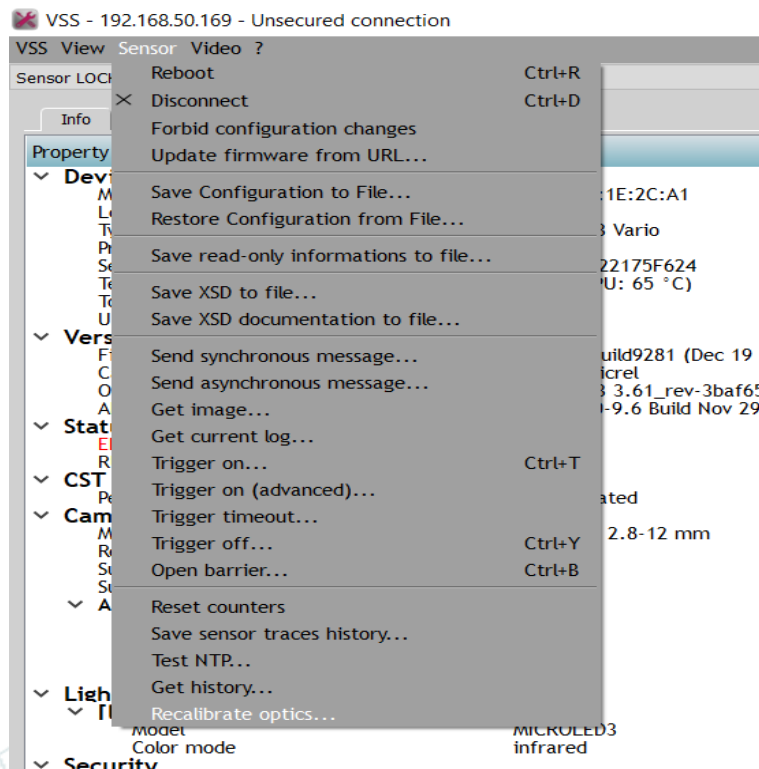 VSS - 192.168.50.169 - Unsecured connection
VSS View Sensor Video ?
Sensor LOCK
Reboot Ctrl+R
Disconnect Ctrl+D
Info
Forbid configuration changes
Property
Update firmware from URL...
Save Configuration to File... :1E:2C:A1
Restore Configuration from File...
Vario
Save read-only informations to file...
22175F624
PU: 65 °C)
Save XSD to file...
Save XSD documentation to file...
Send synchronous message... uild9281 (Dec 19
icrel
Send asynchronous message...
3.61_rev-3baf65
Get image... -9.6 Build Nov 29
Get current log...
Trigger on... Ctrl+T
CST
Trigger on (advanced)... ated
Trigger timeout...
2.8-12 mm
Trigger off... Ctrl+Y
Open barrier... Ctrl+B
Reset counters
Save sensor traces history...
Test NTP...
Get history...
Recalibrate optics...
Model MICROLED3
Color mode infrared
Security